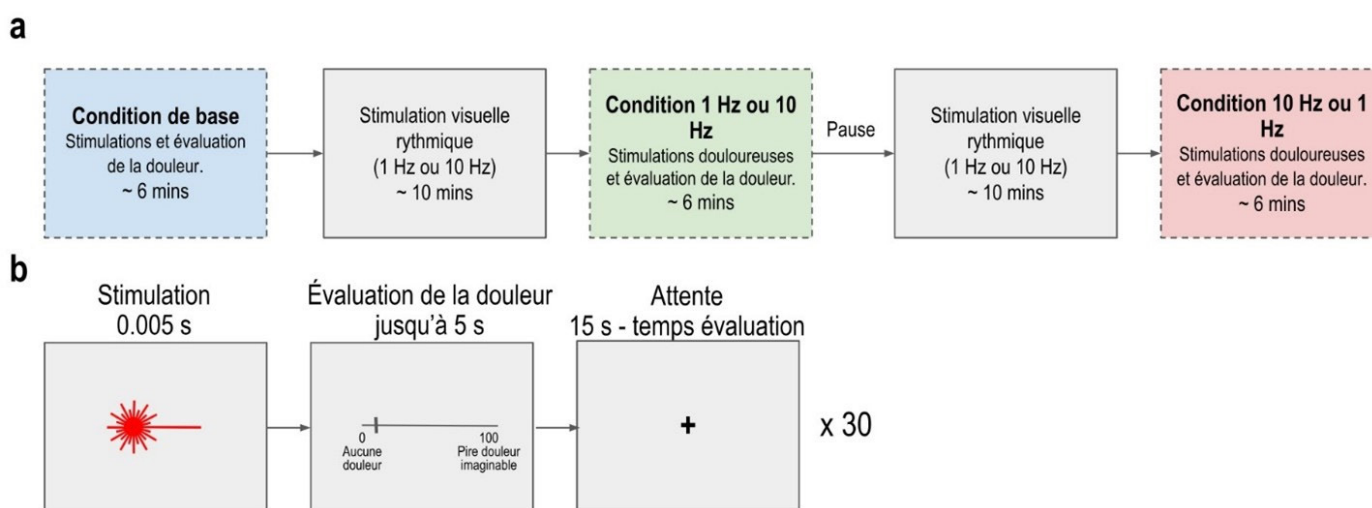 a
Condition de base
Stimulations et évaluation
de la douleur.
~ 6 mins
Stimulation visuelle
rythmique
(1 Hz ou 10 Hz)
~ 10 mins
Condition 1 Hz ou 10
Hz
Stimulations douloureuses
et évaluation de la douleur.
~ 6 mins
Pause
Stimulation visuelle
rythmique
(1 Hz ou 10 Hz)
~ 10 mins
Condition 10 Hz ou 1
Hz
Stimulations douloureuses
et évaluation de la douleur.
~ 6 mins
b
Stimulation
0.005 s
Évaluation de la douleur
jusqu'à 5 s
0
Aucune
douleur
100
Pire douleur
imaginable
Attente
15 s - temps évaluation
+
x 30